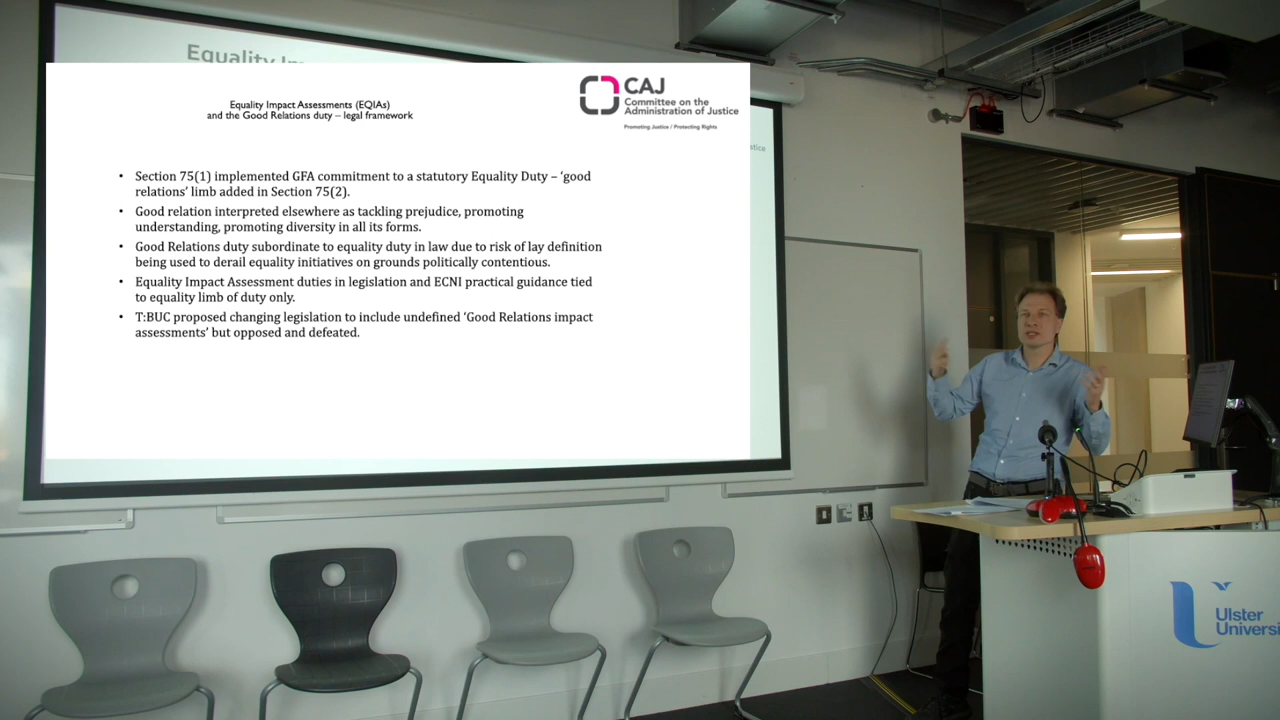 Equality
Equality Impact Assessments (EQIAs)
and the Good Relations duty – legal framework
CAJ
Committee on the
Administration of Justice
Promoting Justice / Protecting Rights
• Section 75(1) implemented GFA commitment to a statutory Equality Duty – ‘good
relations’ limb added in Section 75(2).
• Good relation interpreted elsewhere as tackling prejudice, promoting
understanding, promoting diversity in all its forms.
• Good Relations duty subordinate to equality duty in law due to risk of lay definition
being used to derail equality initiatives on grounds politically contentious.
• Equality Impact Assessment duties in legislation and ECNI practical guidance tied
to equality limb of duty only.
• T:BUC proposed changing legislation to include undefined ‘Good Relations impact
assessments’ but opposed and defeated.
Ulster
Universi